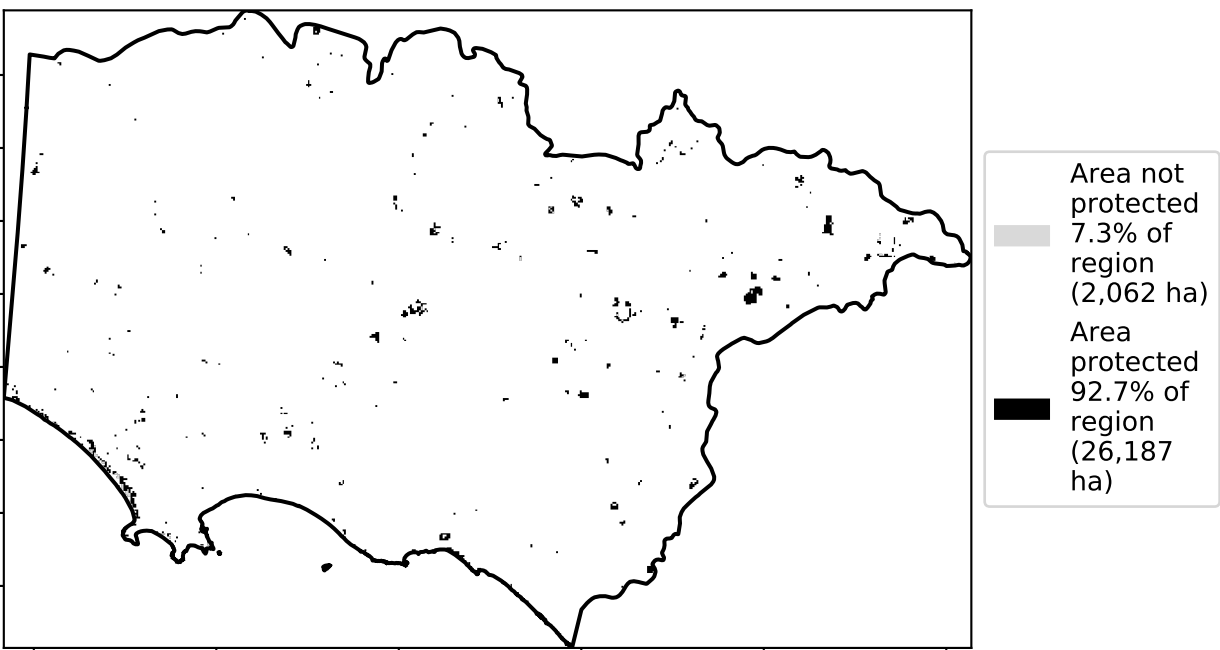 Area not
protected
7.3% of
region
(2,062 ha)
Area
protected
92.7% of
region
(26,187
ha)